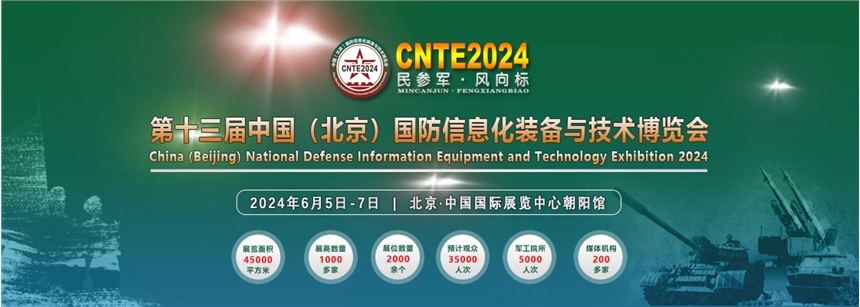 CNTE2024
CNTE2024
民参军·风向标
MINCANJUN · FENGXIANGBIAO
第十三届中国（北京）国防信息化装备与技术博览会
China (Beijing) National Defense Information Equipment and Technology Exhibition 2024
2024年6月5日-7日 | 北京·中国国际展览中心朝阳馆
展览面积
45000
平方米
展商数量
1000
多家
展位数量
2000
余个
预计观众
35000
人次
军工院所
5000
人次
媒体机构
200
多家